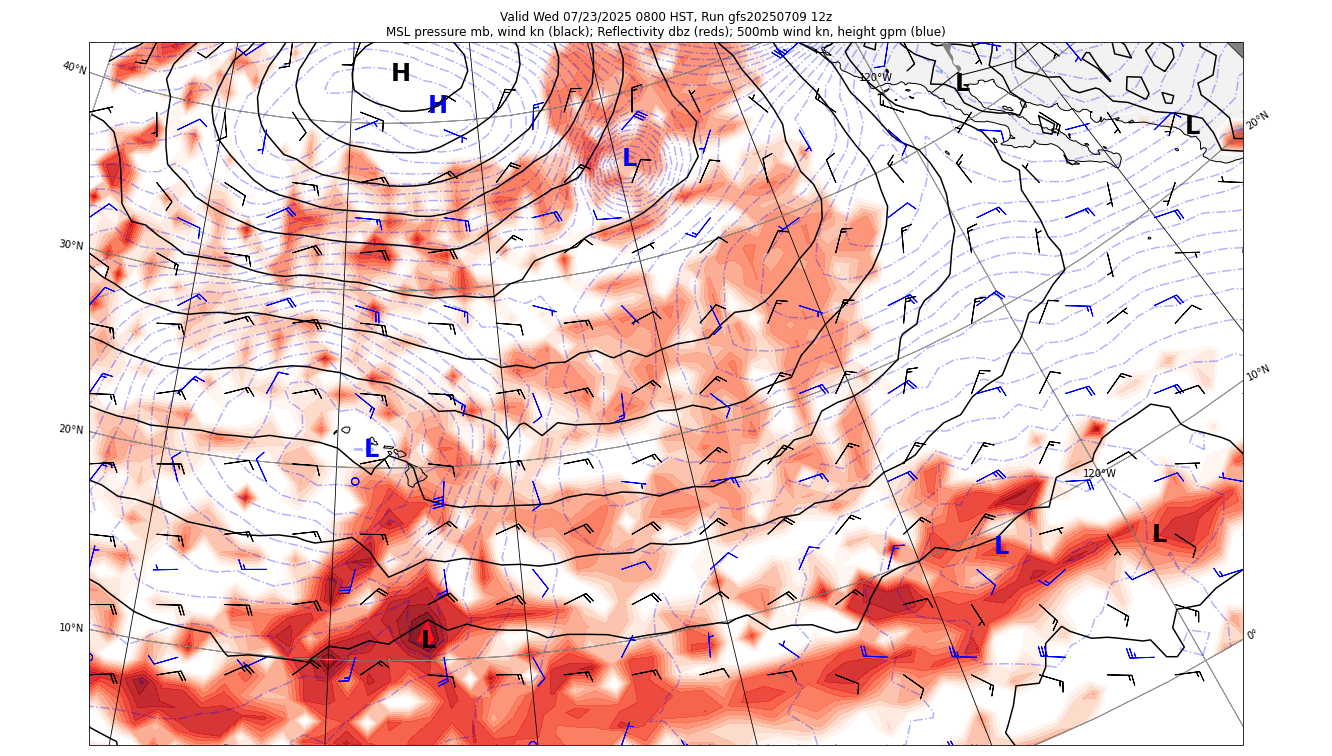 Valid Wed 07/23/2025 0800 HST, Run gfs20250709 12z
MSL pressure mb, wind kn (black); Reflectivity dbz (reds); 500mb wind kn, height gpm (blue)
40°N
H
H
120°W
L
L
20°N
L
30°N
10°N
20°N
L
120°W
L
L
10°N
L
0°